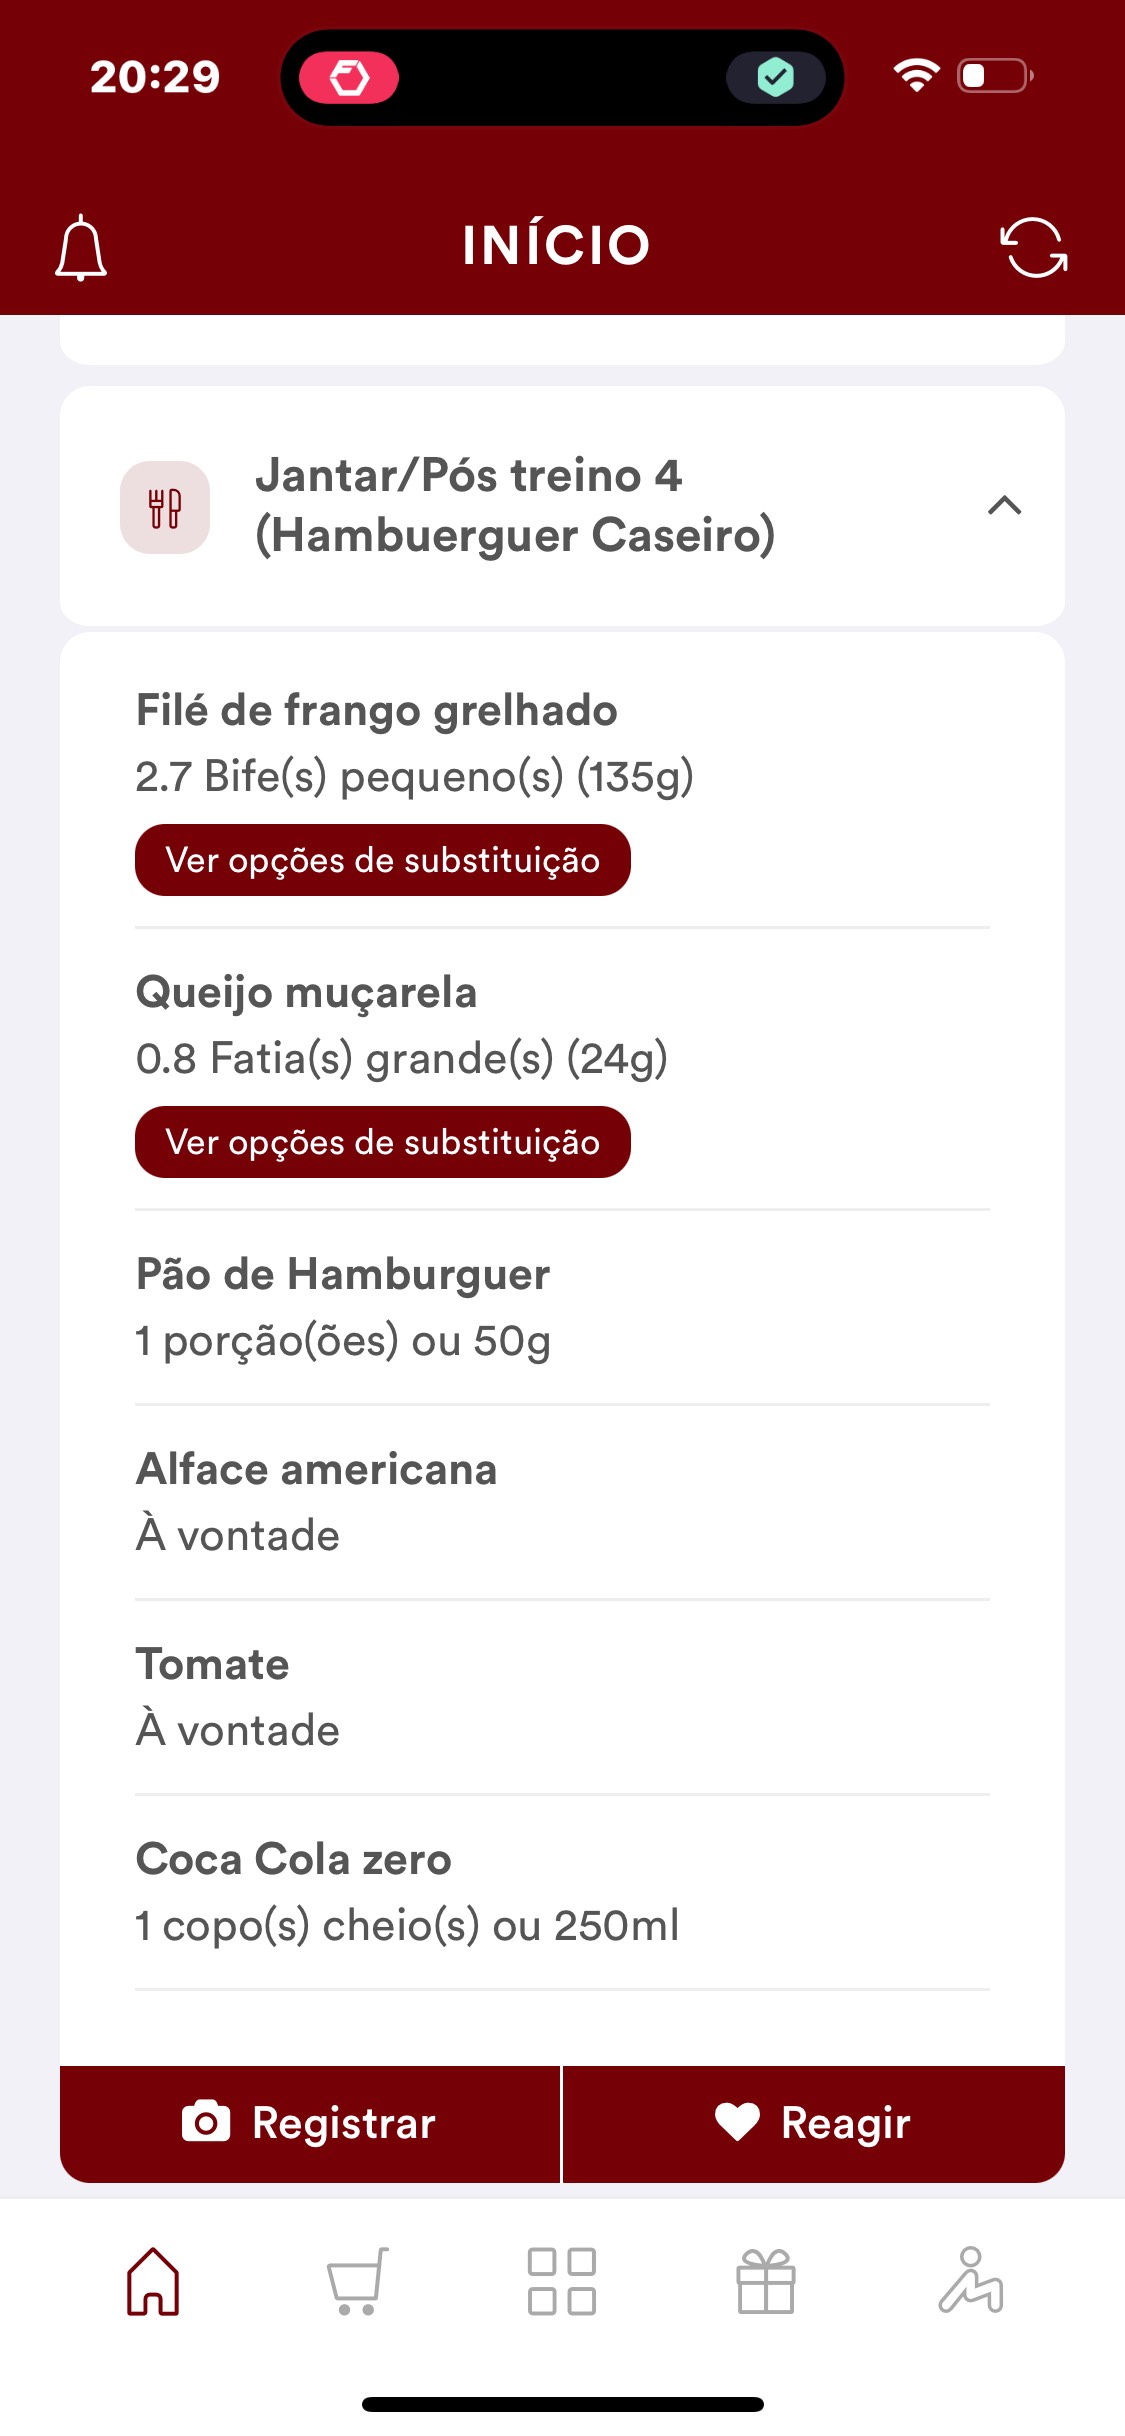 20:29
INÍCIO
Jantar/Pós treino 4
(Hambuerguer Caseiro)
Filé de frango grelhado
2.7 Bife(s) pequeno(s) (135g)
Ver opções de substituição
Queijo muçarela
0.8 Fatia(s) grande(s) (24g)
Ver opções de substituição
Pão de Hamburguer
1 porção(ões) ou 50g
Alface americana
À vontade
Tomate
À vontade
Coca Cola zero
1 copo(s) cheio(s) ou 250ml
Registrar
Reagir